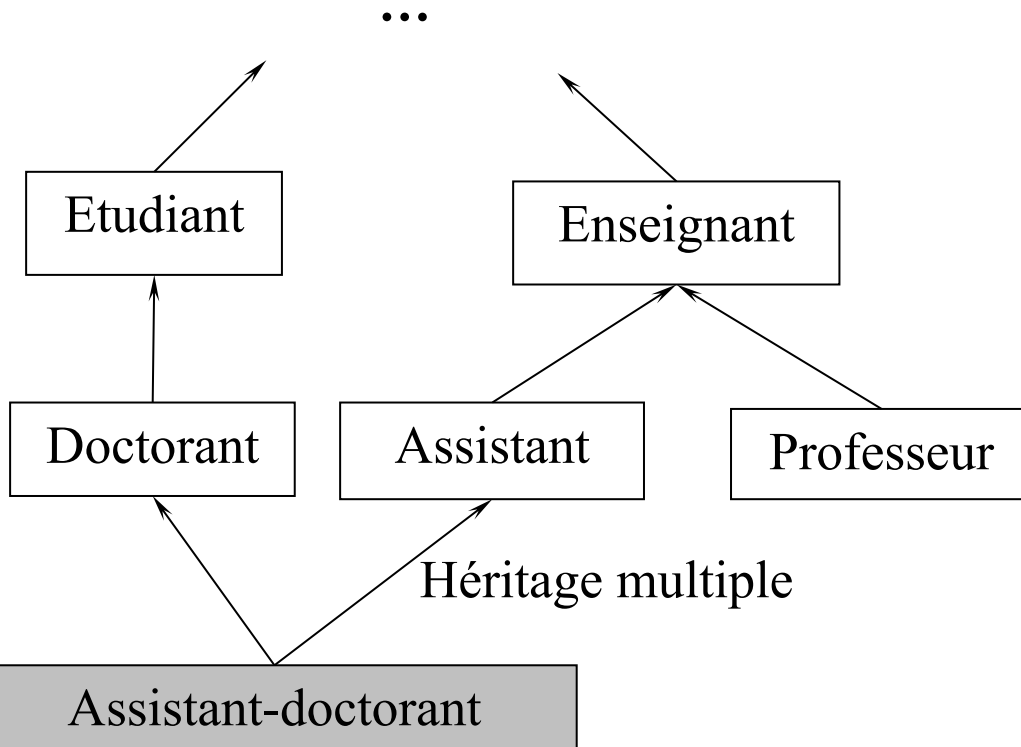 ...
Etudiant
Enseignant
Doctorant
Assistant
Professeur
Héritage multiple
Assistant-doctorant